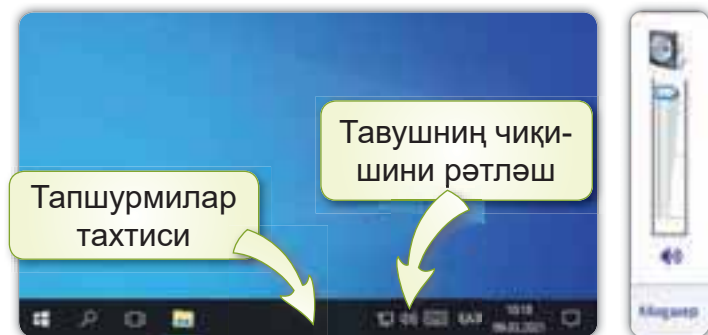 Тавушниң чиқи-
шини рәтләш
Тапшурмилар
тахтиси